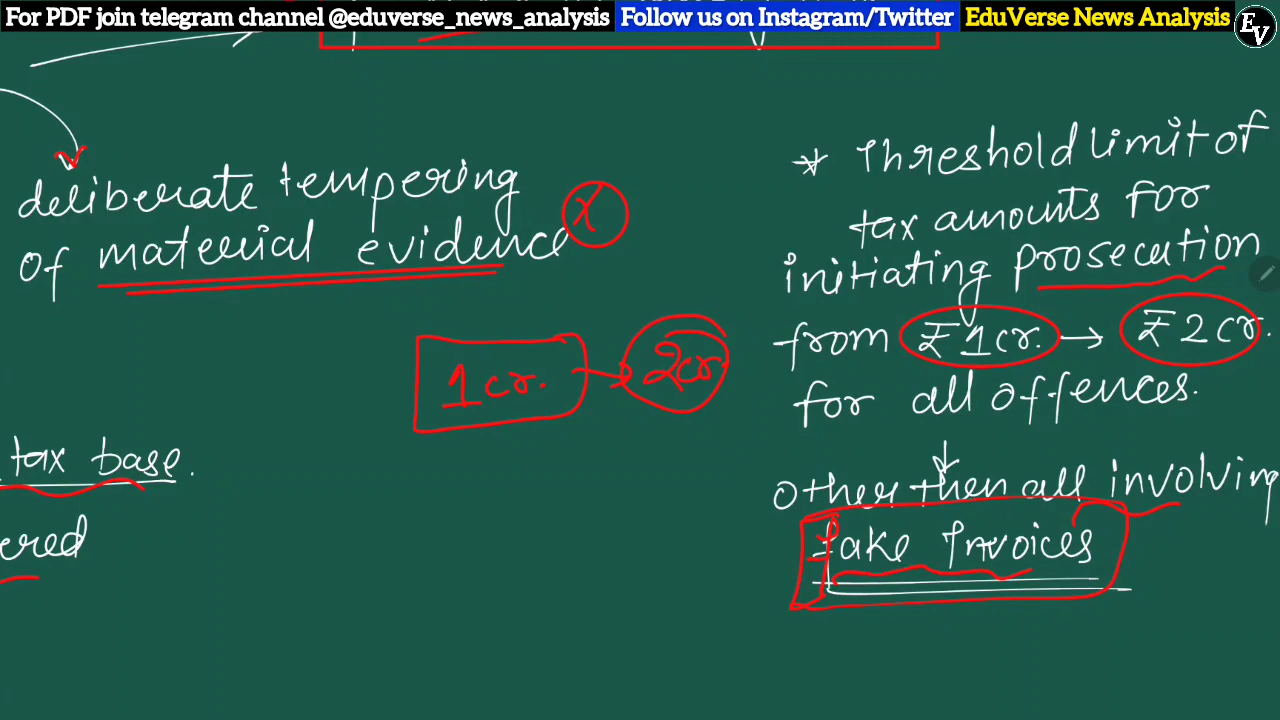 For PDF join telegram channel @eduverse_news_analysis Follow us on Instagram/Twitter EduVerse News Analysis
EV
deliberate tempering
of material evidence X
1 cr. → 2cr
tax base.
ered
* Threshold limit of
tax amounts for
initiating prosecution
from ₹1cr. → ₹2cr.
for all offences.
↓
other then all involving
fake Invoices